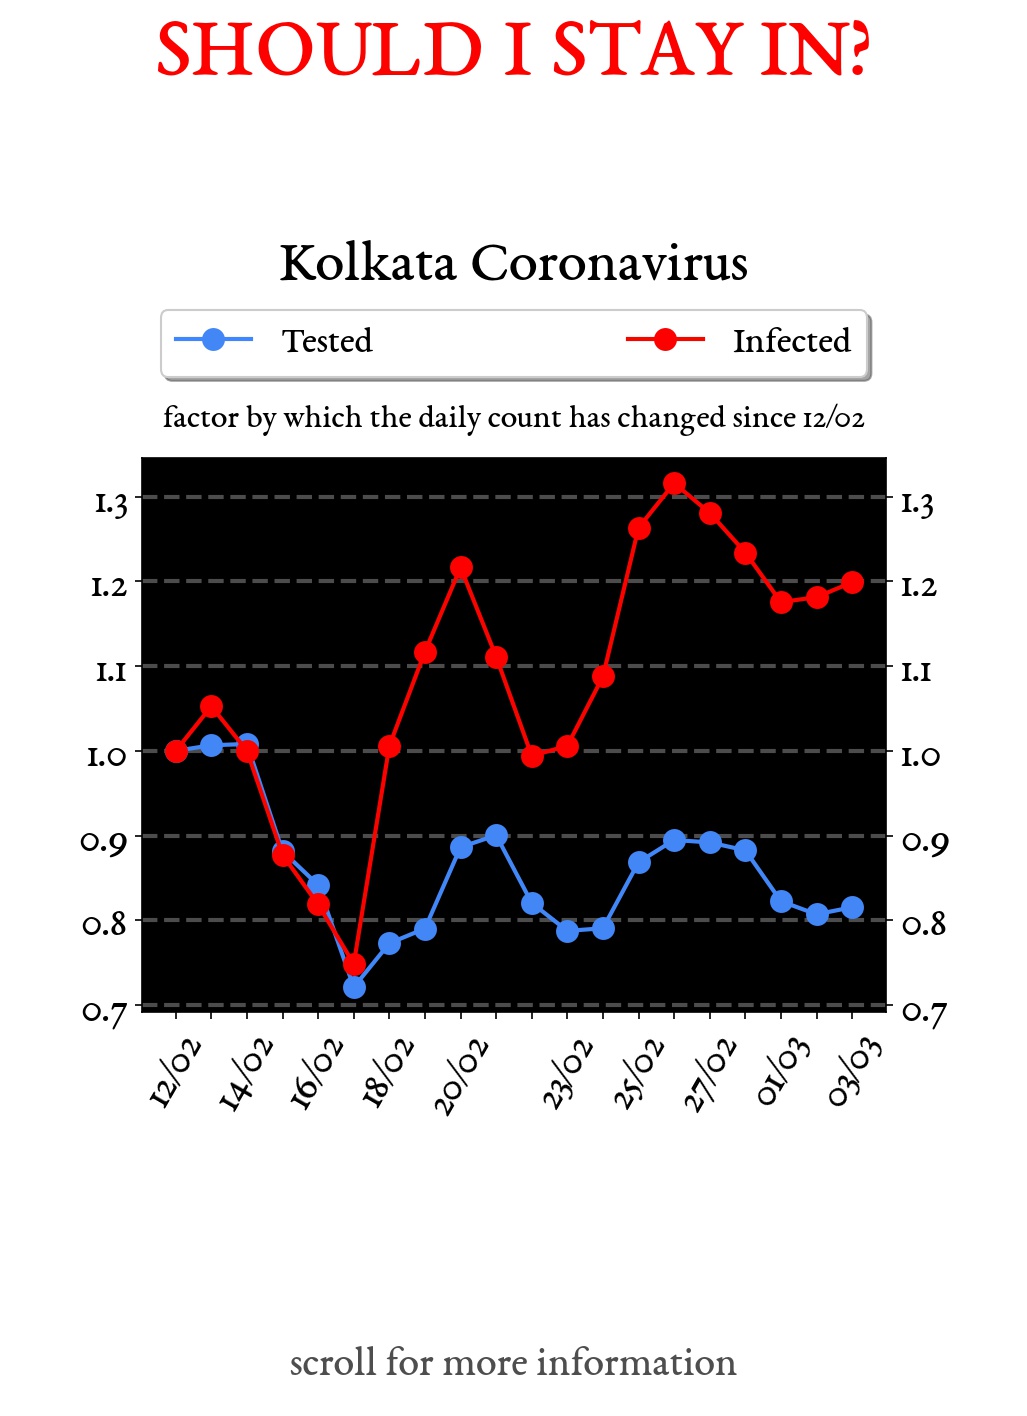 SHOULD I STAY IN?
Kolkata Coronavirus
Tested Infected
factor by which the daily count has changed since 12/02
1.3 1.3
1.2 1.2
1.1 1.1
1.0 1.0
0.9 0.9
0.8 0.8
0.7 0.7
12/02 14/02 16/02 18/02 20/02 23/02 25/02 27/02 01/03 03/03
scroll for more information